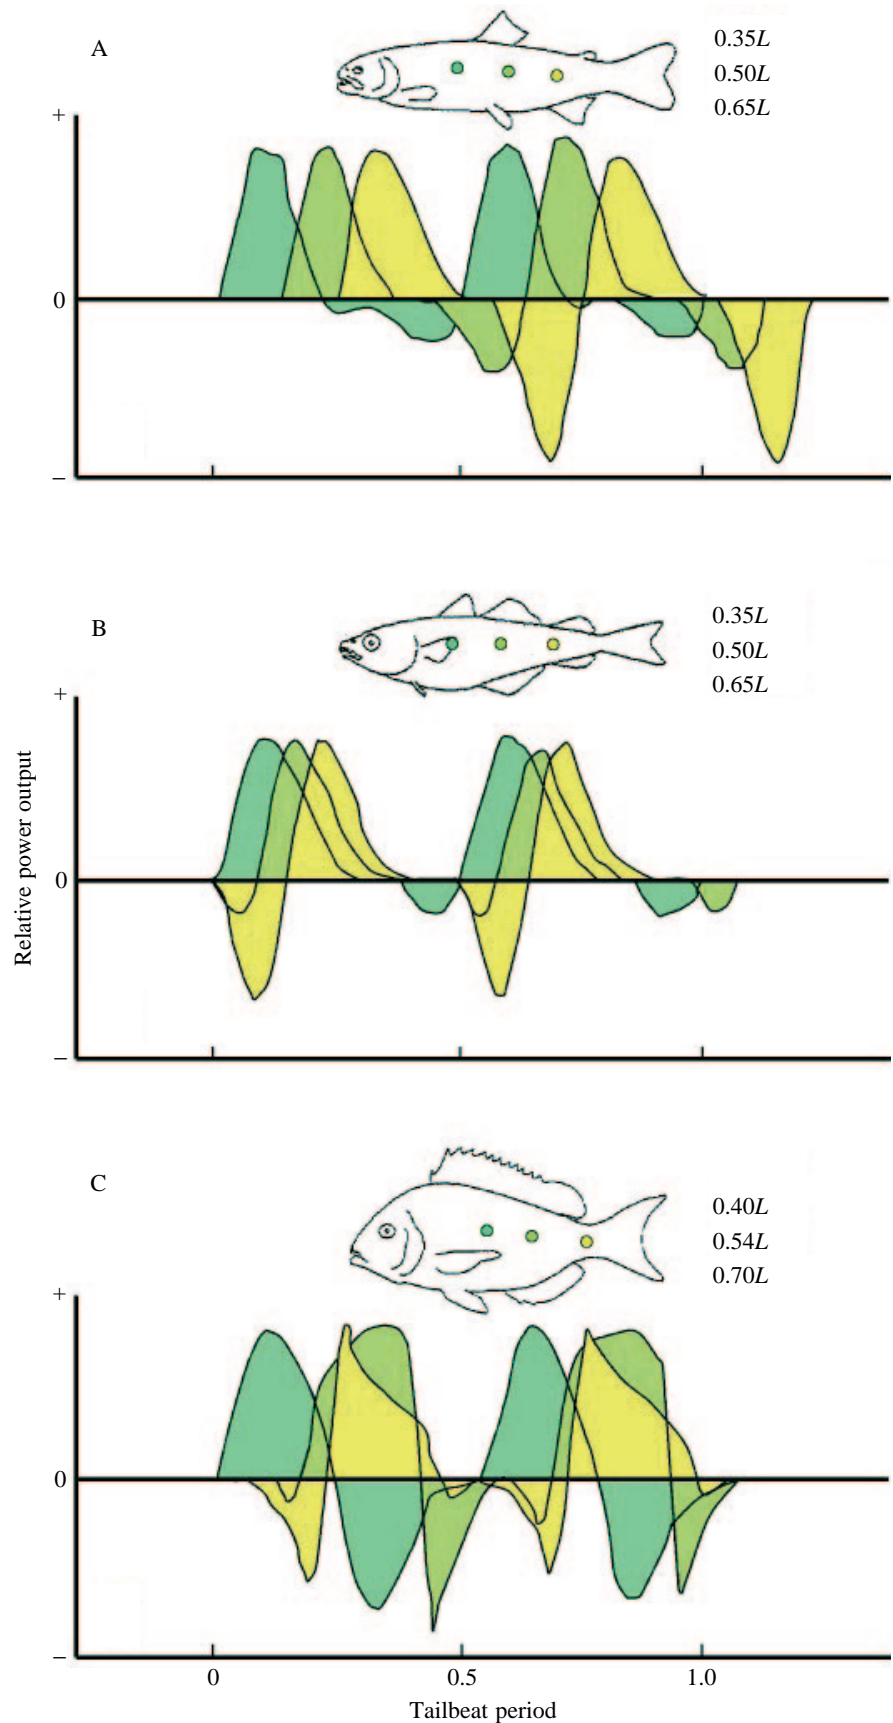 A
0.35L
0.50L
0.65L
+
0
–
B
0.35L
0.50L
0.65L
+
0
–
Relative power output
C
0.40L
0.54L
0.70L
+
0
–
0 0.5 1.0
Tailbeat period